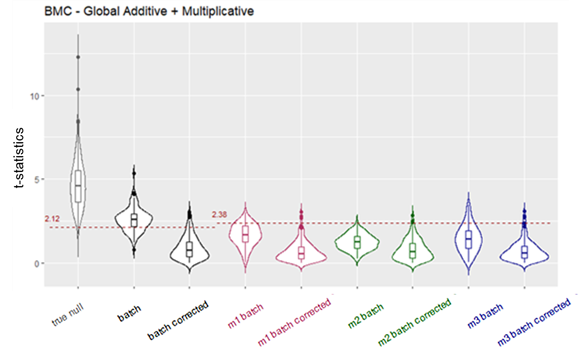 BMC - Global Additive + Multiplicative
t-statistics
10
5
0
2.12
2.38
true null
batch
batch corrected
m1 batch
m1 batch corrected
m2 batch
m2 batch corrected
m3 batch
m3 batch corrected